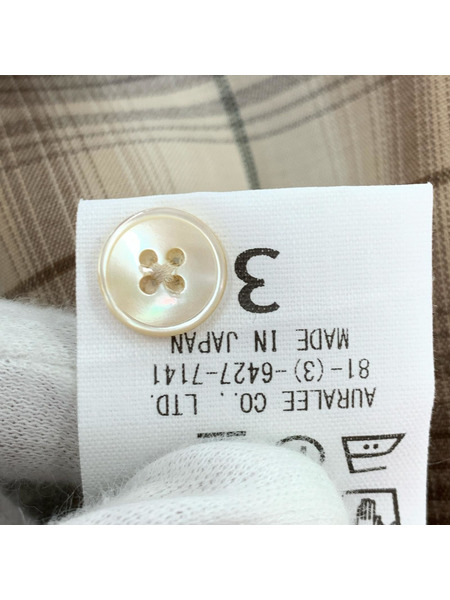 AURALEE CO., LTD.
81-(3)-6427-7141
MADE IN JAPAN
3